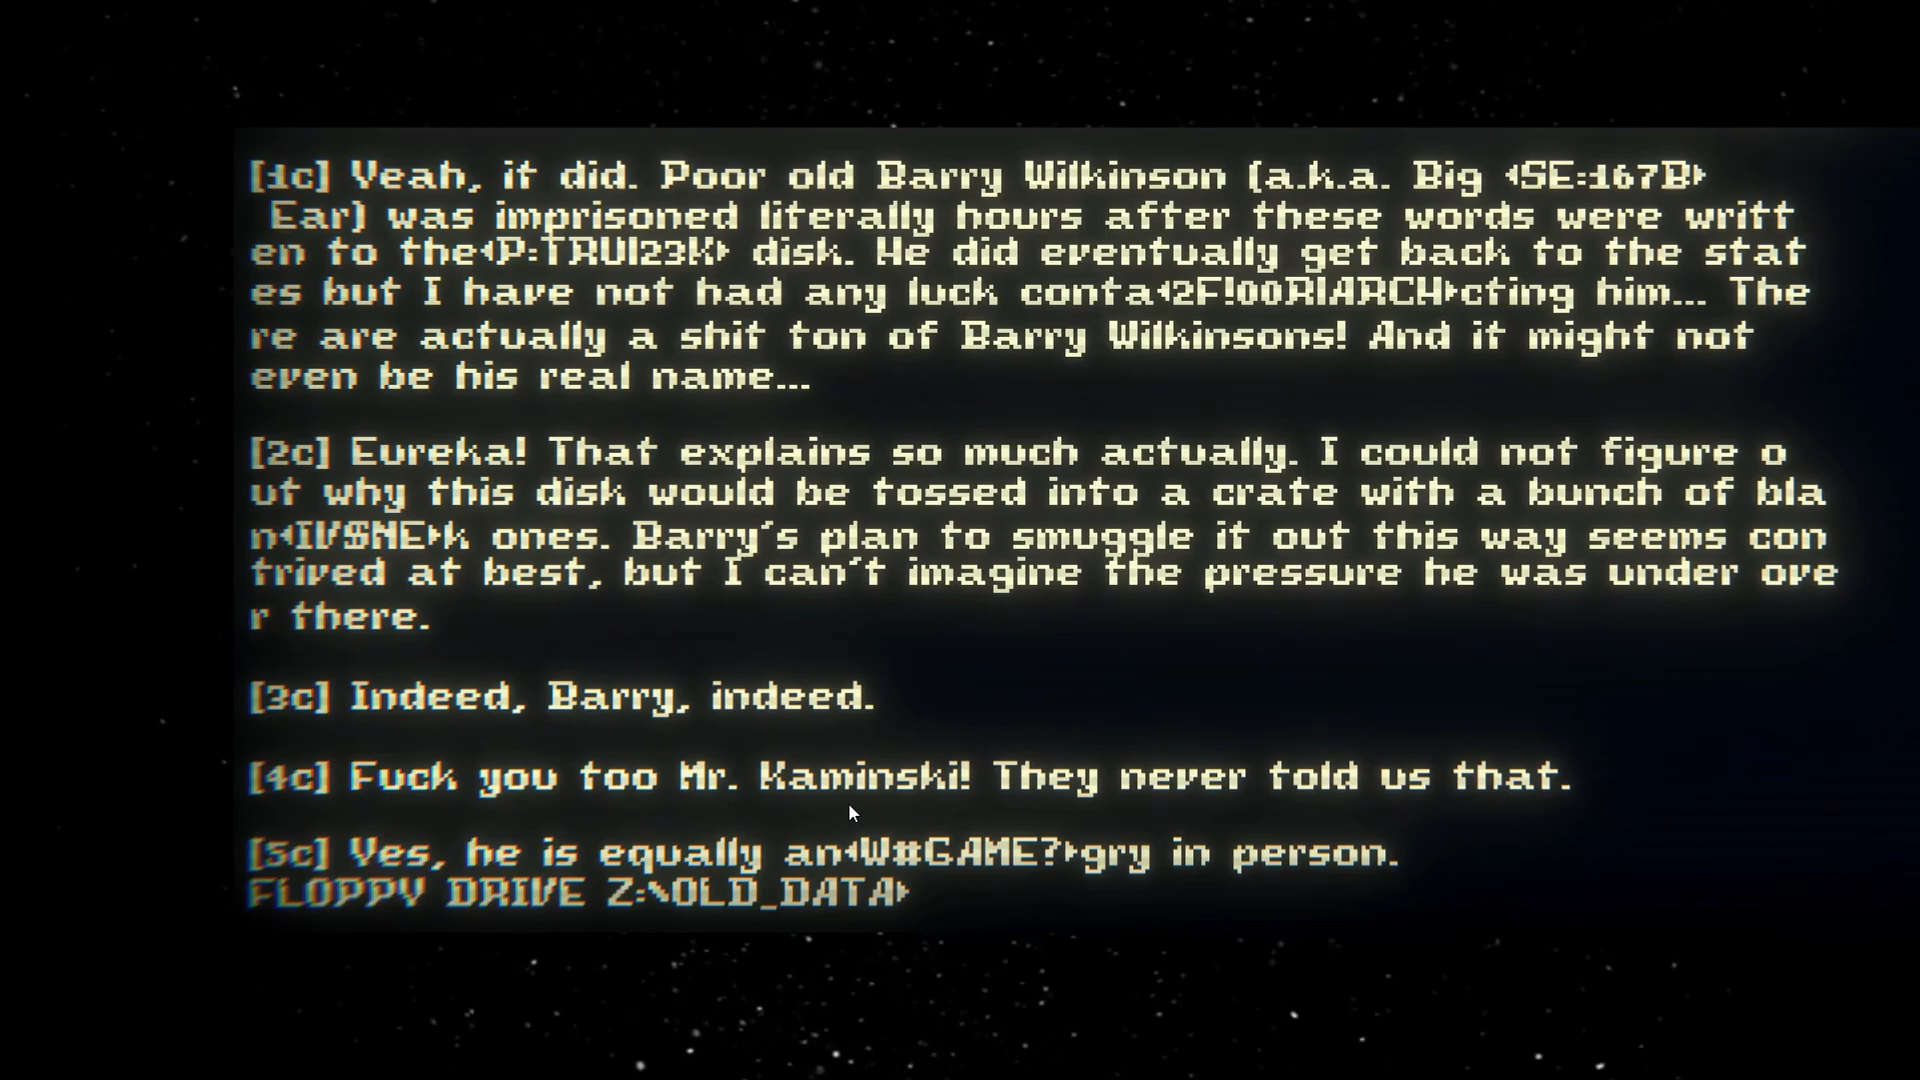 [1c] Yeah, it did. Poor old Barry Wilkinson (a.k.a. Big <SE:167B>
Ear) was imprisoned literally hours after these words were writt
en to the<P:TRUI23K> disk. He did eventually get back to the stat
es but I have not had any luck conta<2F!00RIARCH>cting him... The
re are actually a shit ton of Barry Wilkinsons! And it might not
even be his real name...
[2c] Eureka! That explains so much actually. I could not figure o
ut why this disk would be tossed into a crate with a bunch of bla
n<IV$NE>k ones. Barry's plan to smuggle it out this way seems con
trived at best, but I can't imagine the pressure he was under ove
r there.
[3c] Indeed, Barry, indeed.
[4c] Fuck you too Mr. Kaminski! They never told us that.
[5c] Yes, he is equally an<W#GAME?>gry in person.
FLOPPY DRIVE Z:\OLD_DATA>